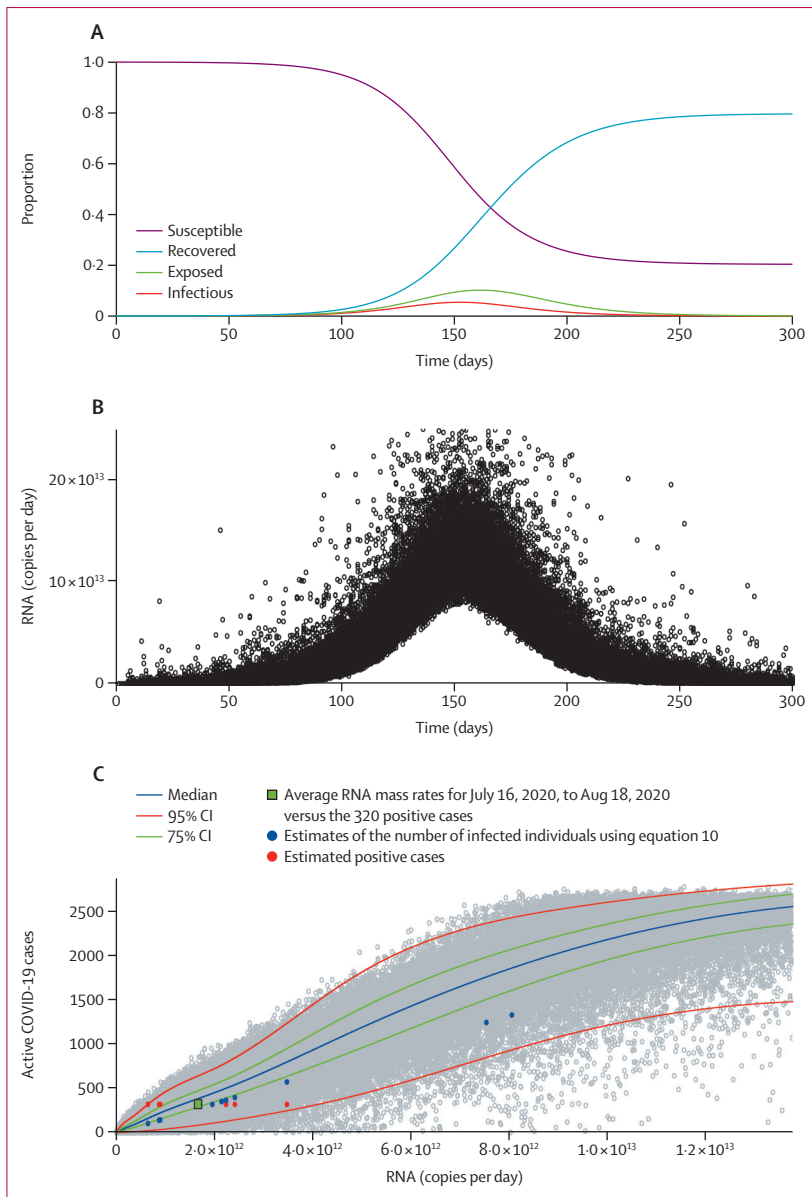 A
1·0
0·8
0·6
0·4
0·2
0
Proportion
Susceptible
Recovered
Exposed
Infectious
0 50 100 150 200 250 300
Time (days)
B
20×10¹³
10×10¹³
0
RNA (copies per day)
0 50 100 150 200 250 300
Time (days)
C
Median
95% CI
75% CI
Average RNA mass rates for July 16, 2020, to Aug 18, 2020
versus the 320 positive cases
Estimates of the number of infected individuals using equation 10
Estimated positive cases
2500
2000
1500
1000
500
0
Active COVID-19 cases
0 2·0×10¹² 4·0×10¹² 6·0×10¹² 8·0×10¹² 1·0×10¹³ 1·2×10¹³
RNA (copies per day)